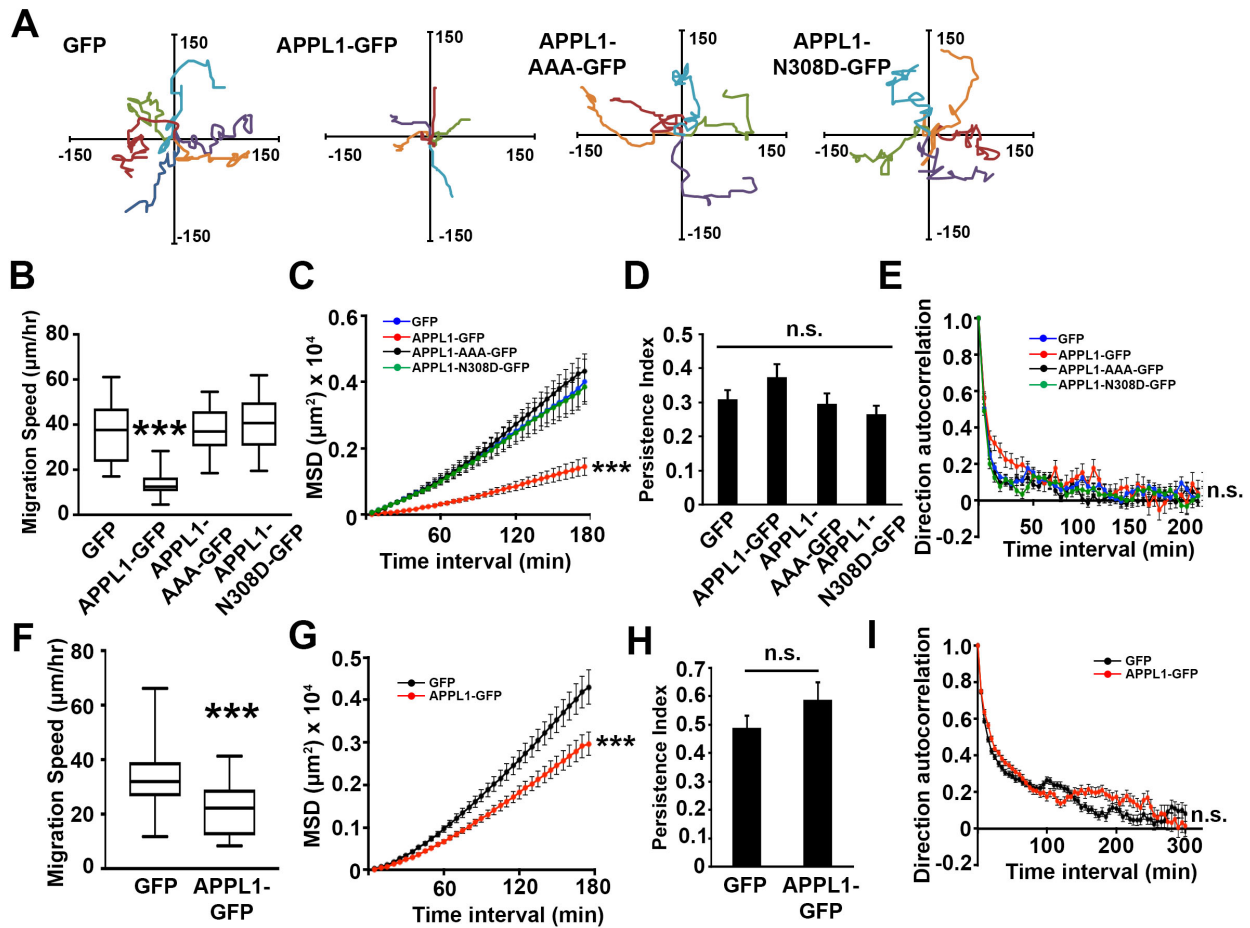 A
GFP
150
-150
150
-150
APPL1-GFP
150
-150
150
-150
APPL1-
AAA-GFP
150
-150
150
-150
APPL1-
N308D-GFP
150
-150
150
-150
B
Migration Speed (µm/hr)
80
60
40
20
0
***
GFP
APPL1-GFP
APPL1-
AAA-GFP
APPL1-
N308D-GFP
C
MSD (µm²) x 10⁴
0.6
0.4
0.2
0
GFP
APPL1-GFP
APPL1-AAA-GFP
APPL1-N308D-GFP
***
60
120
180
Time interval (min)
D
Persistence Index
0.5
0.4
0.3
0.2
0.1
0
n.s.
GFP
APPL1-GFP
APPL1-
AAA-GFP
APPL1-
N308D-GFP
E
Direction autocorrelation
1.0
0.8
0.6
0.4
0.2
0
-0.2
GFP
APPL1-GFP
APPL1-AAA-GFP
APPL1-N308D-GFP
n.s.
50
100
150
200
Time interval (min)
F
Migration Speed (µm/hr)
80
60
40
20
0
***
GFP
APPL1-
GFP
G
MSD (µm²) x 10⁴
0.5
0.4
0.3
0.2
0.1
0
GFP
APPL1-GFP
***
60
120
180
Time interval (min)
H
Persistence Index
0.7
0.6
0.5
0.4
0.3
0.2
0.1
0
n.s.
GFP
APPL1-
GFP
I
Direction autocorrelation
1.0
0.8
0.6
0.4
0.2
0
-0.2
GFP
APPL1-GFP
n.s.
100
200
300
Time interval (min)